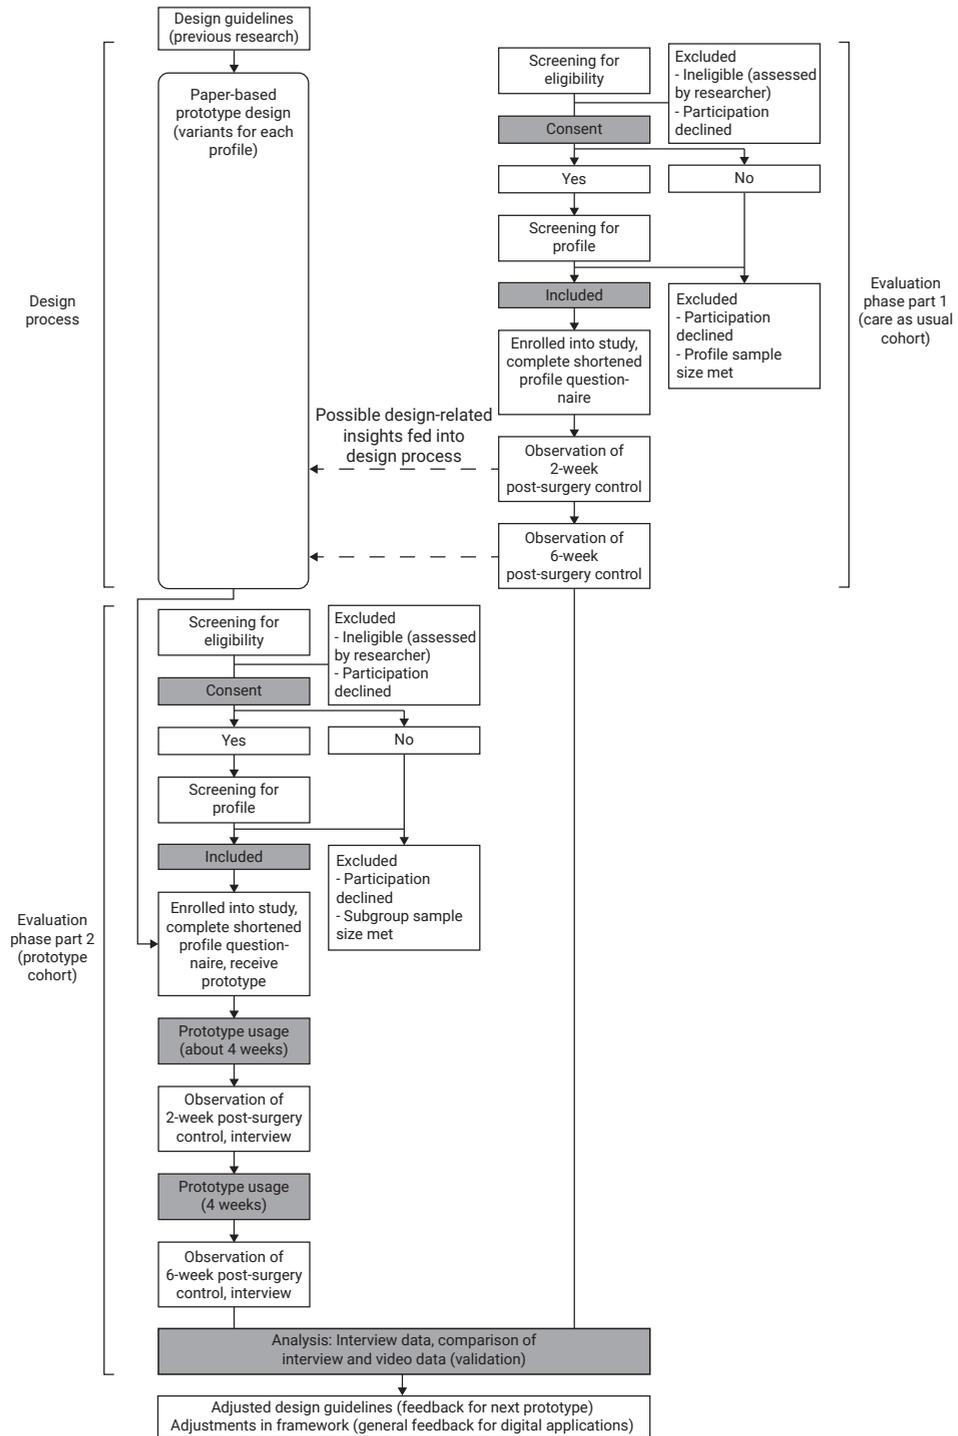 Design guidelines
(previous research)
Paper-based
prototype design
(variants for each
profile)
Design
process
Screening for
eligibility
Excluded
- Ineligible (assessed
by researcher)
- Participation
declined
Consent
Yes
No
Screening for
profile
Included
Excluded
- Participation
declined
- Profile sample
size met
Evaluation
phase part 1
(care as usual
cohort)
Enrolled into study,
complete shortened
profile question-
naire
Possible design-related
insights fed into
design process
Observation of
2-week
post-surgery control
Observation of
6-week
post-surgery control
Screening for
eligibility
Excluded
- Ineligible (assessed
by researcher)
- Participation
declined
Consent
Yes
No
Screening for
profile
Included
Excluded
- Participation
declined
- Subgroup sample
size met
Evaluation
phase part 2
(prototype
cohort)
Enrolled into study,
complete shortened
profile question-
naire, receive
prototype
Prototype usage
(about 4 weeks)
Observation of
2-week post-surgery
control, interview
Prototype usage
(4 weeks)
Observation of
6-week post-surgery
control, interview
Analysis: Interview data, comparison of
interview and video data (validation)
Adjusted design guidelines (feedback for next prototype)
Adjustments in framework (general feedback for digital applications)